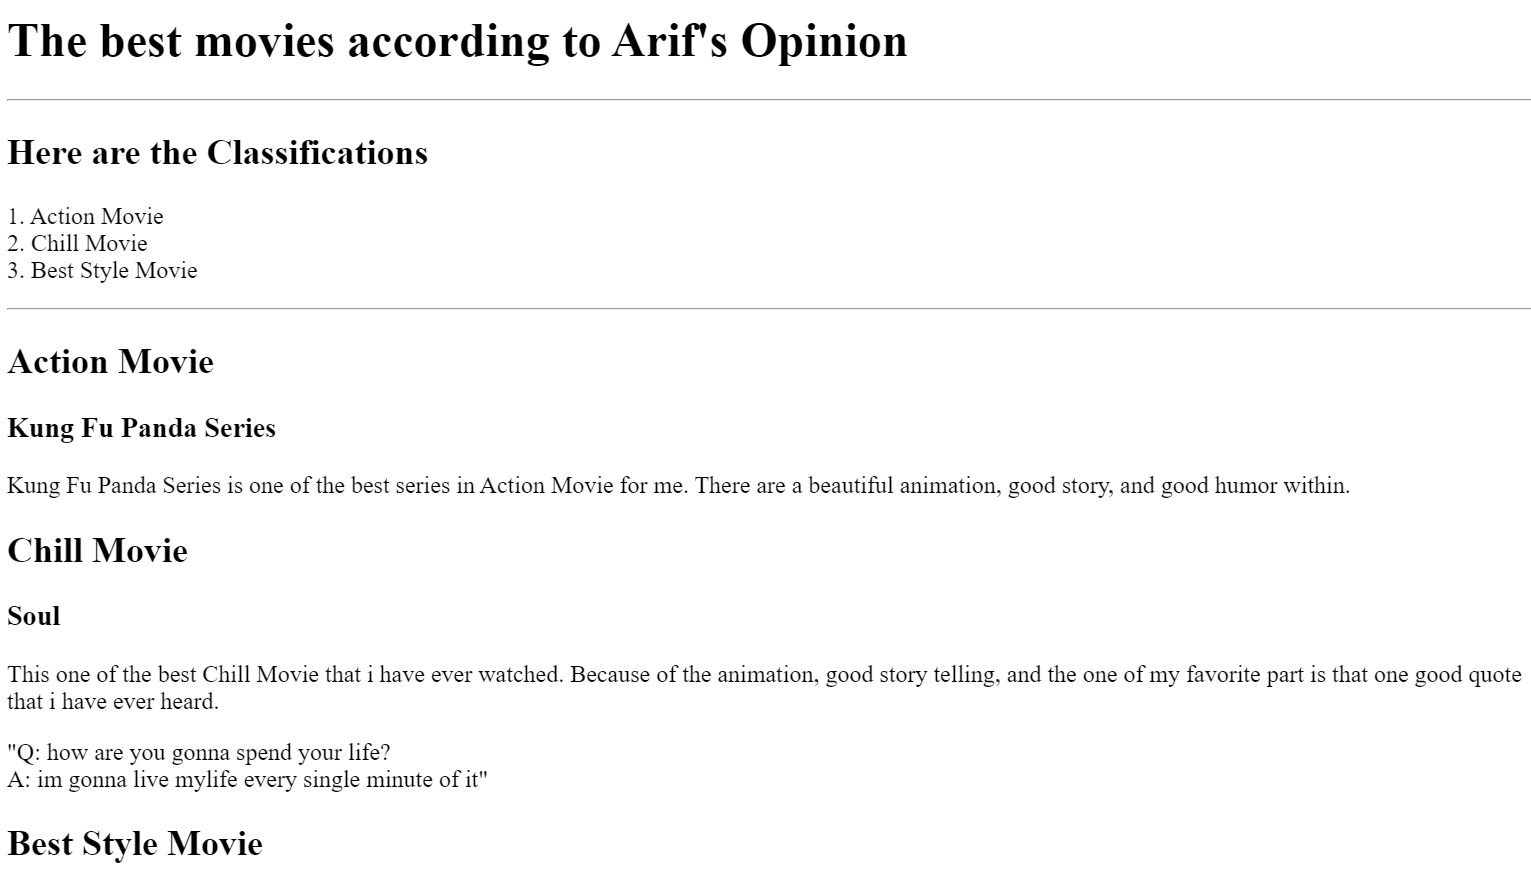 The best movies according to Arif's Opinion
Here are the Classifications
1. Action Movie
2. Chill Movie
3. Best Style Movie
Action Movie
Kung Fu Panda Series
Kung Fu Panda Series is one of the best series in Action Movie for me. There are a beautiful animation, good story, and good humor within.
Chill Movie
Soul
This one of the best Chill Movie that i have ever watched. Because of the animation, good story telling, and the one of my favorite part is that one good quote
that i have ever heard.
"Q: how are you gonna spend your life?
A: im gonna live mylife every single minute of it"
Best Style Movie